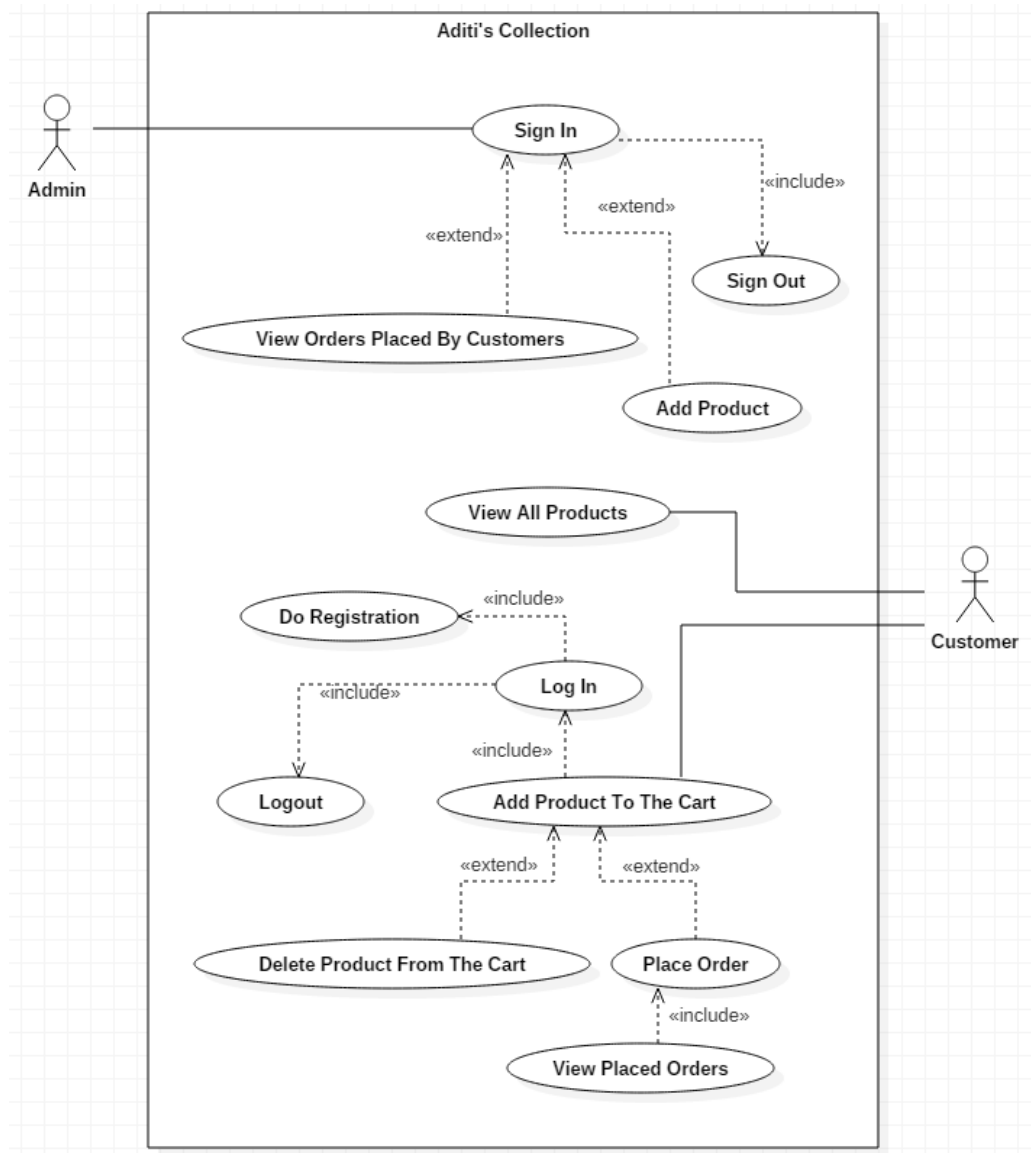 Aditi's Collection
Sign In
Admin
«include»
«extend»
«extend»
Sign Out
View Orders Placed By Customers
Add Product
View All Products
«include»
Do Registration
Customer
Log In
«include»
«include»
Logout
Add Product To The Cart
«extend»
«extend»
Delete Product From The Cart
Place Order
«include»
View Placed Orders